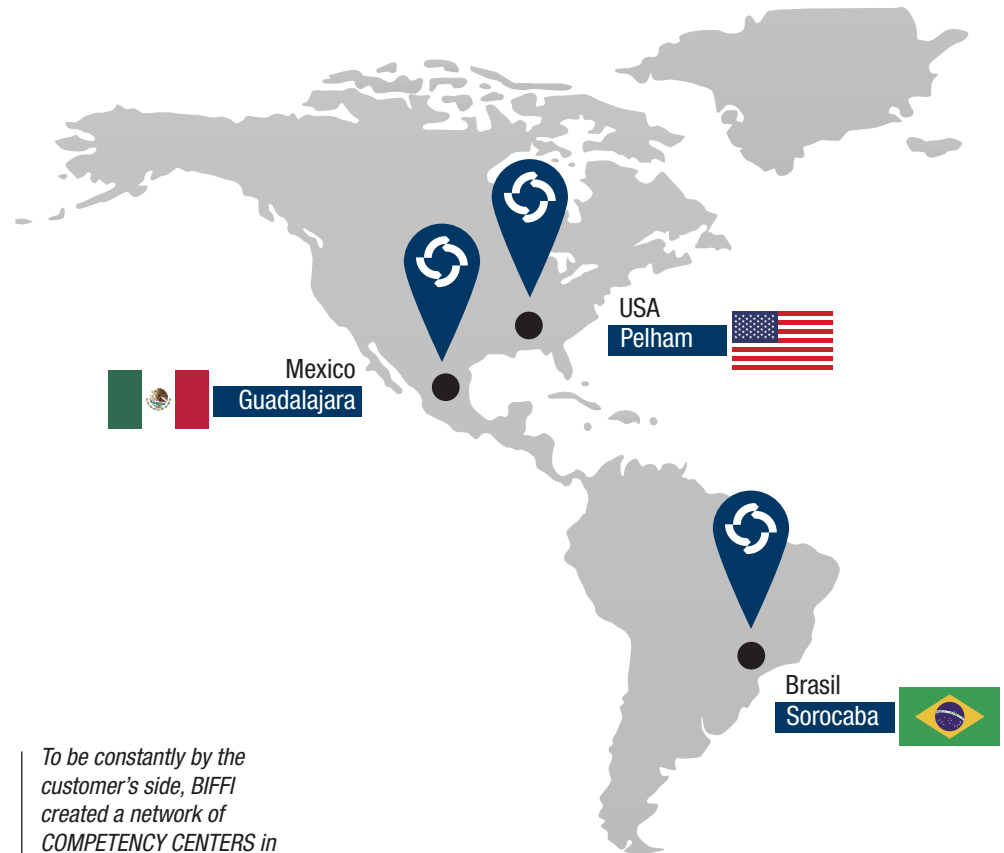 USA
Pelham
Mexico
Guadalajara
Brasil
Sorocaba
To be constantly by the
customer’s side, BIFFI
created a network of
COMPETENCY CENTERS in